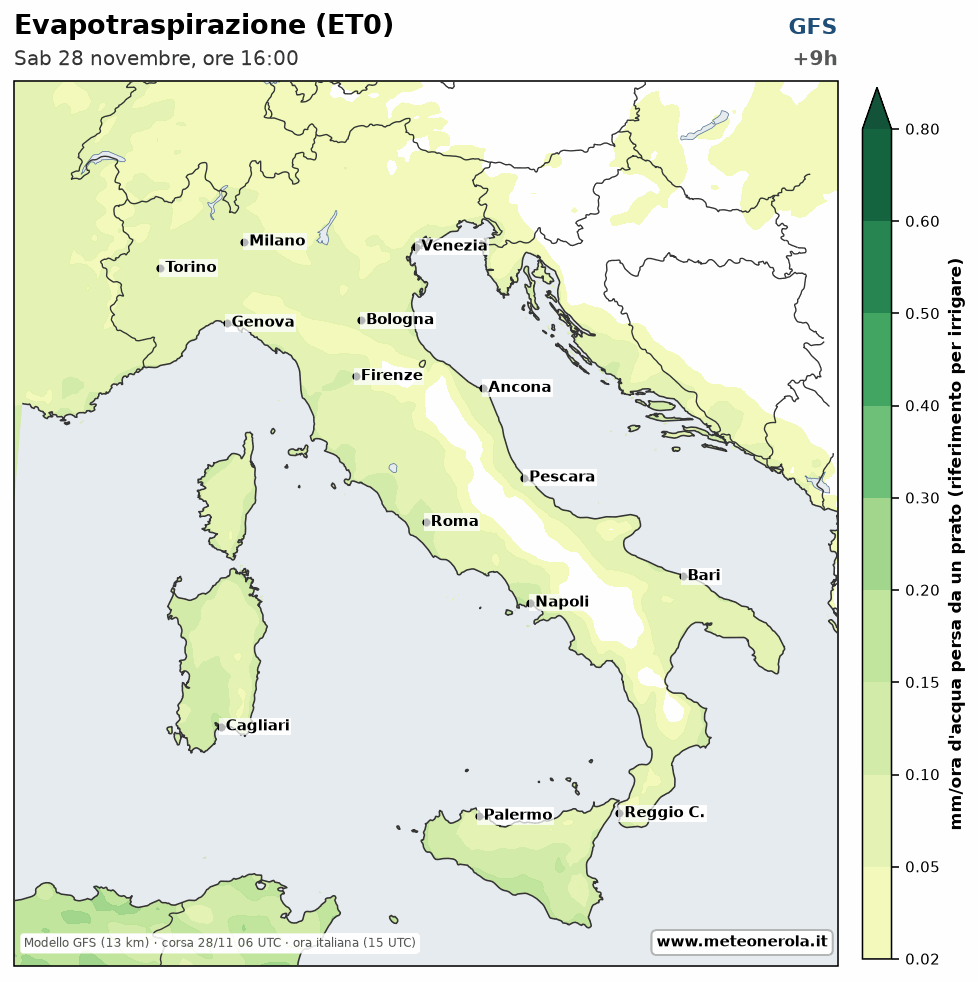 Evapotraspirazione (ET0)
GFS
Sab 28 novembre, ore 16:00
+9h
Milano
Venezia
Torino
Genova
Bologna
Firenze
Ancona
Pescara
Roma
Bari
Napoli
Cagliari
Palermo
Reggio C.
0.80
0.60
0.50
0.40
0.30
0.20
0.15
0.10
0.05
0.02
mm/ora d'acqua persa da un prato (riferimento per irrigare)
Modello GFS (13 km) · corsa 28/11 06 UTC · ora italiana (15 UTC)
www.meteonerola.it